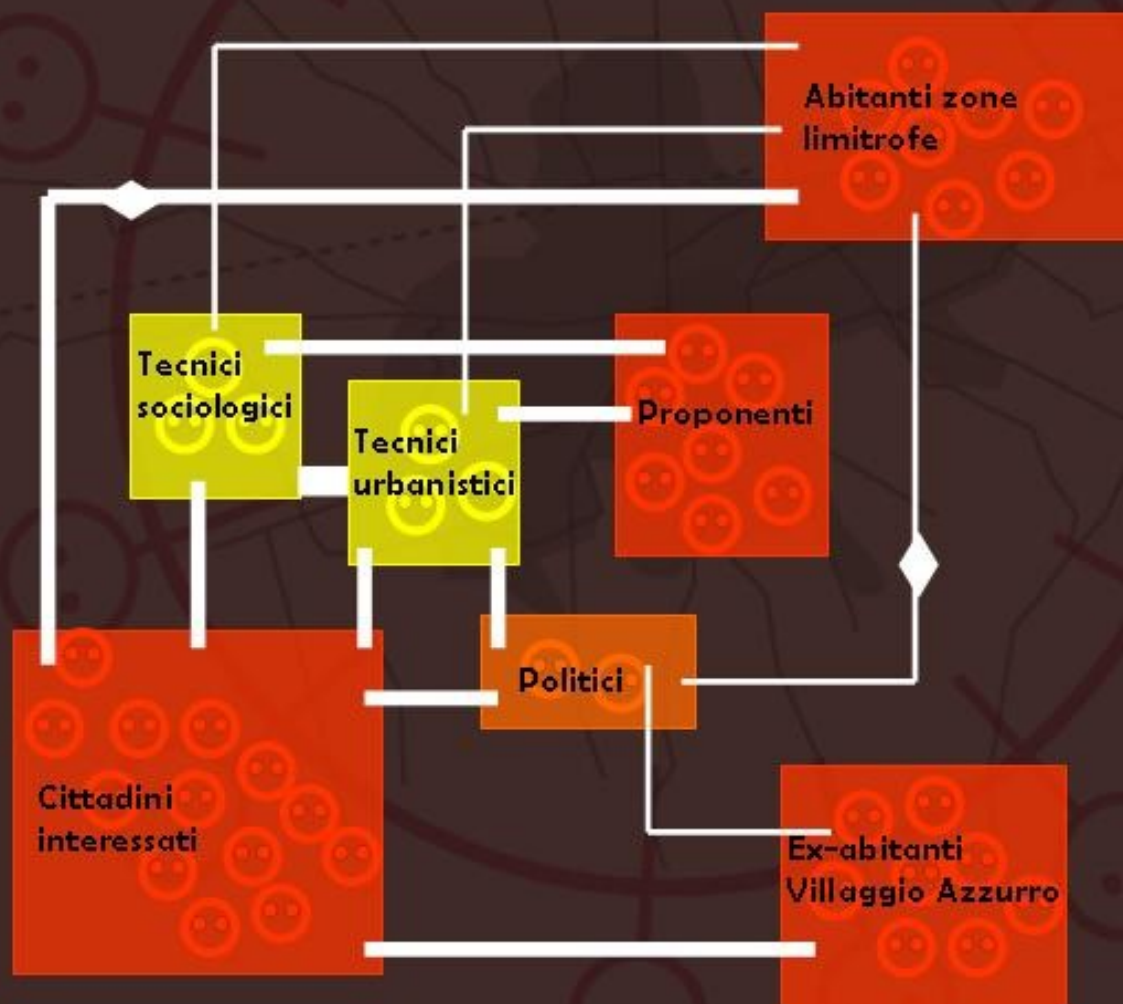 Abitanti zone
limitrofe
Tecnici
sociologici
Tecnici
urbanistici
Proponenti
Politici
Cittadini
interessati
Ex-abitanti
Villaggio Azzurro